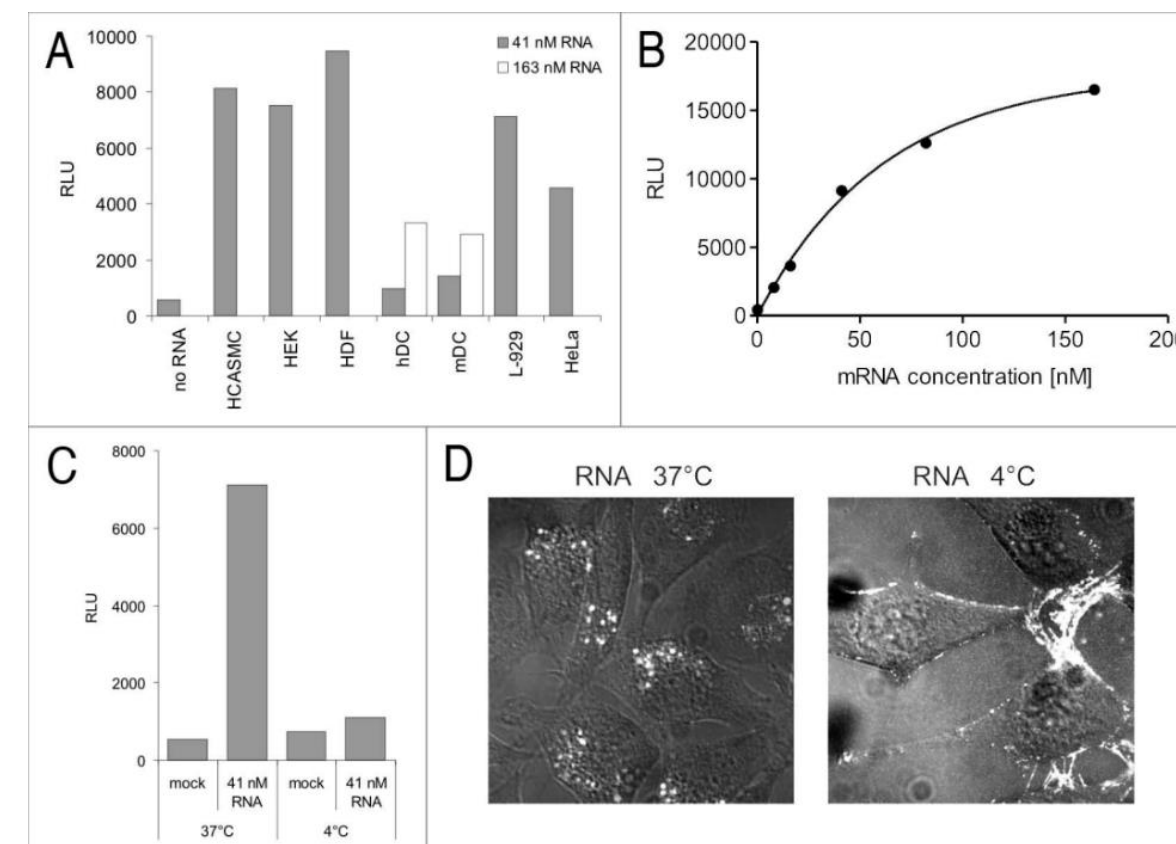 A
10000
8000
6000
4000
2000
0
RLU
41 nM RNA
163 nM RNA
no RNA
HCASMC
HEK
HDF
hDC
mDC
L-929
HeLa
B
20000
15000
10000
5000
0
RLU
0 50 100 150 200
mRNA concentration [nM]
C
8000
6000
4000
2000
0
RLU
mock 41 nM RNA mock 41 nM RNA
37°C 4°C
D
RNA 37°C RNA 4°C